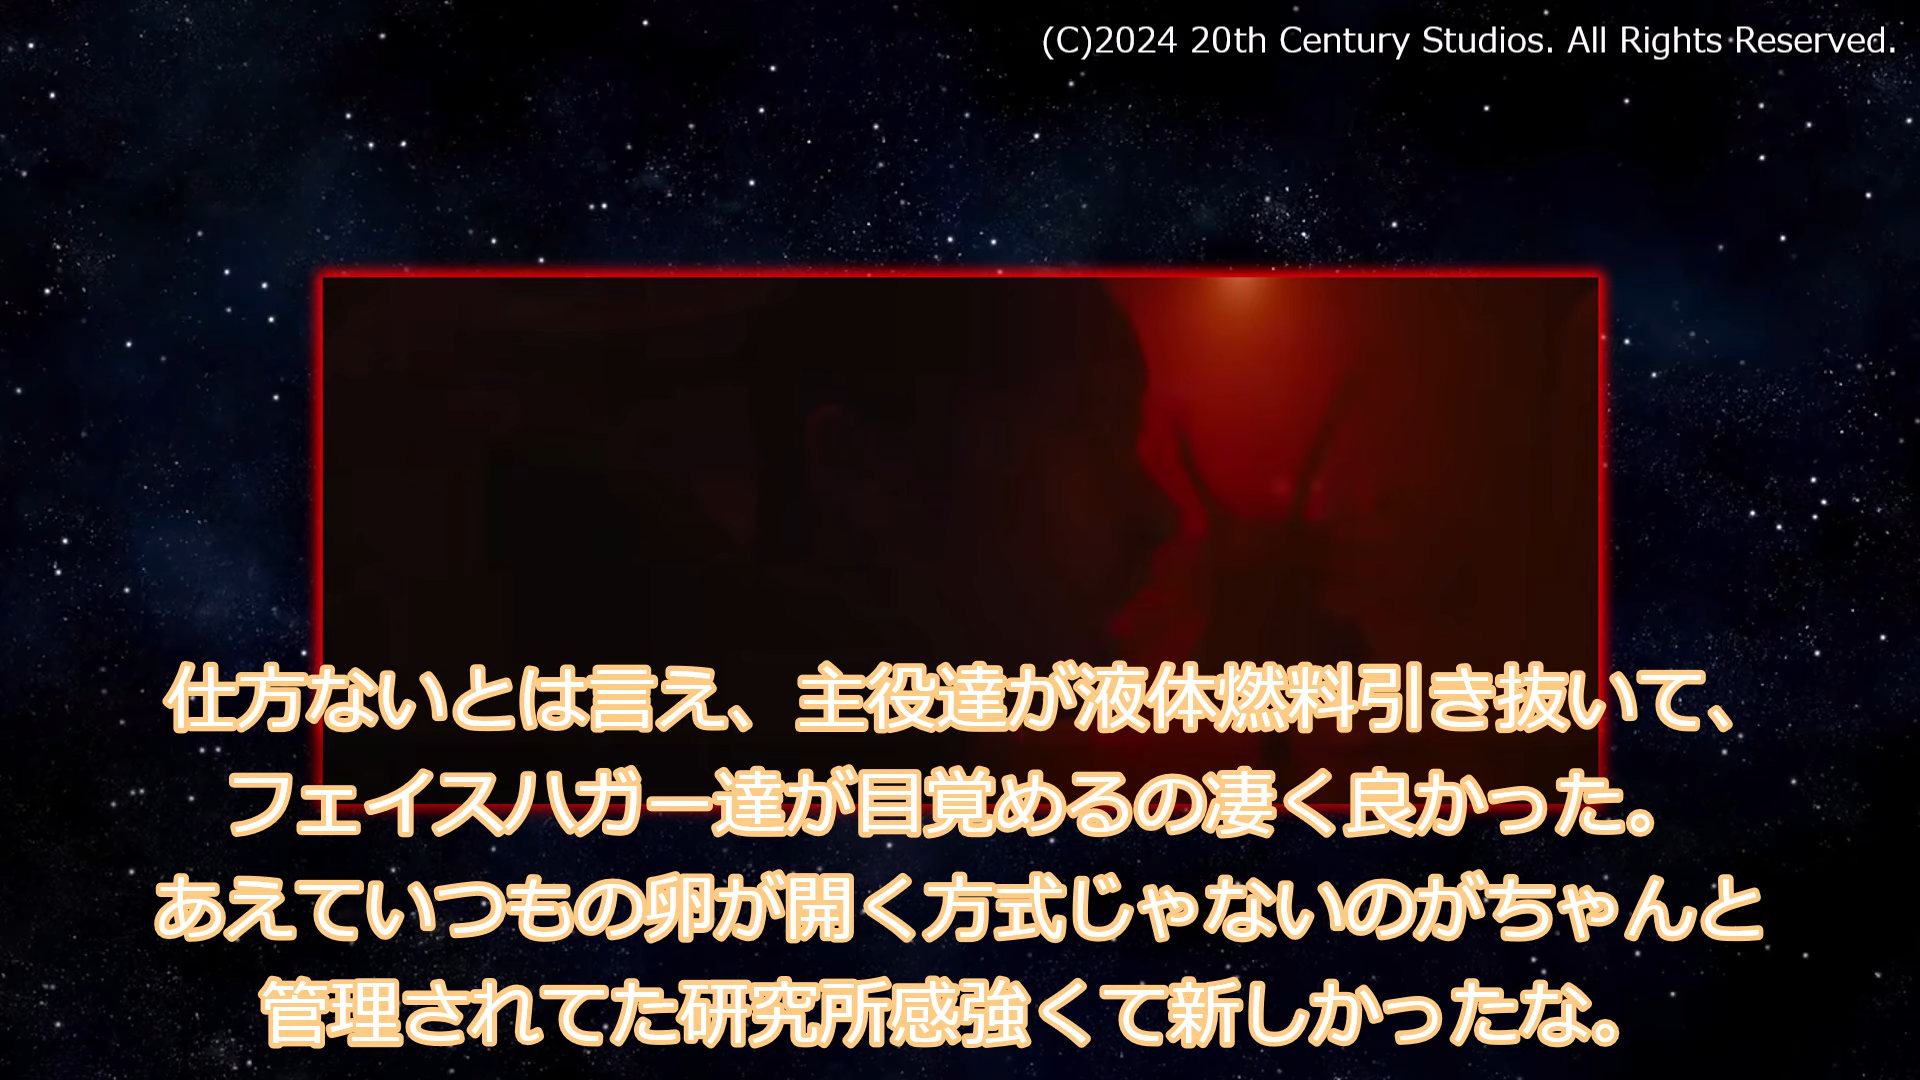 (C)2024 20th Century Studios. All Rights Reserved.
仕方ないとは言え、主役達が液体燃料引き抜いて、
フェイスハガー達が目覚めるの凄く良かった。
あえていつもの卵が開く方式じゃないのがちゃんと
管理されてた研究所感強くて新しかったな。